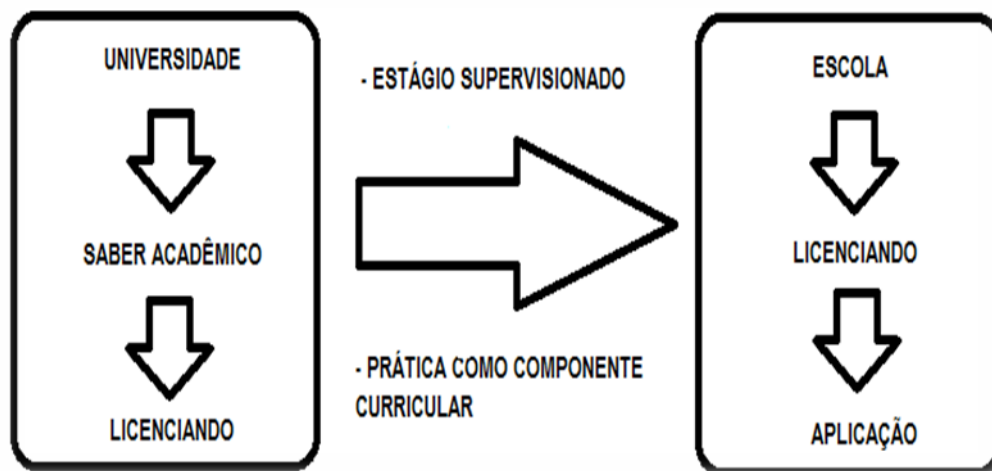 UNIVERSIDADE
SABER ACADÊMICO
LICENCIANDO
- ESTÁGIO SUPERVISIONADO
- PRÁTICA COMO COMPONENTE
CURRICULAR
ESCOLA
LICENCIANDO
APLICAÇÃO